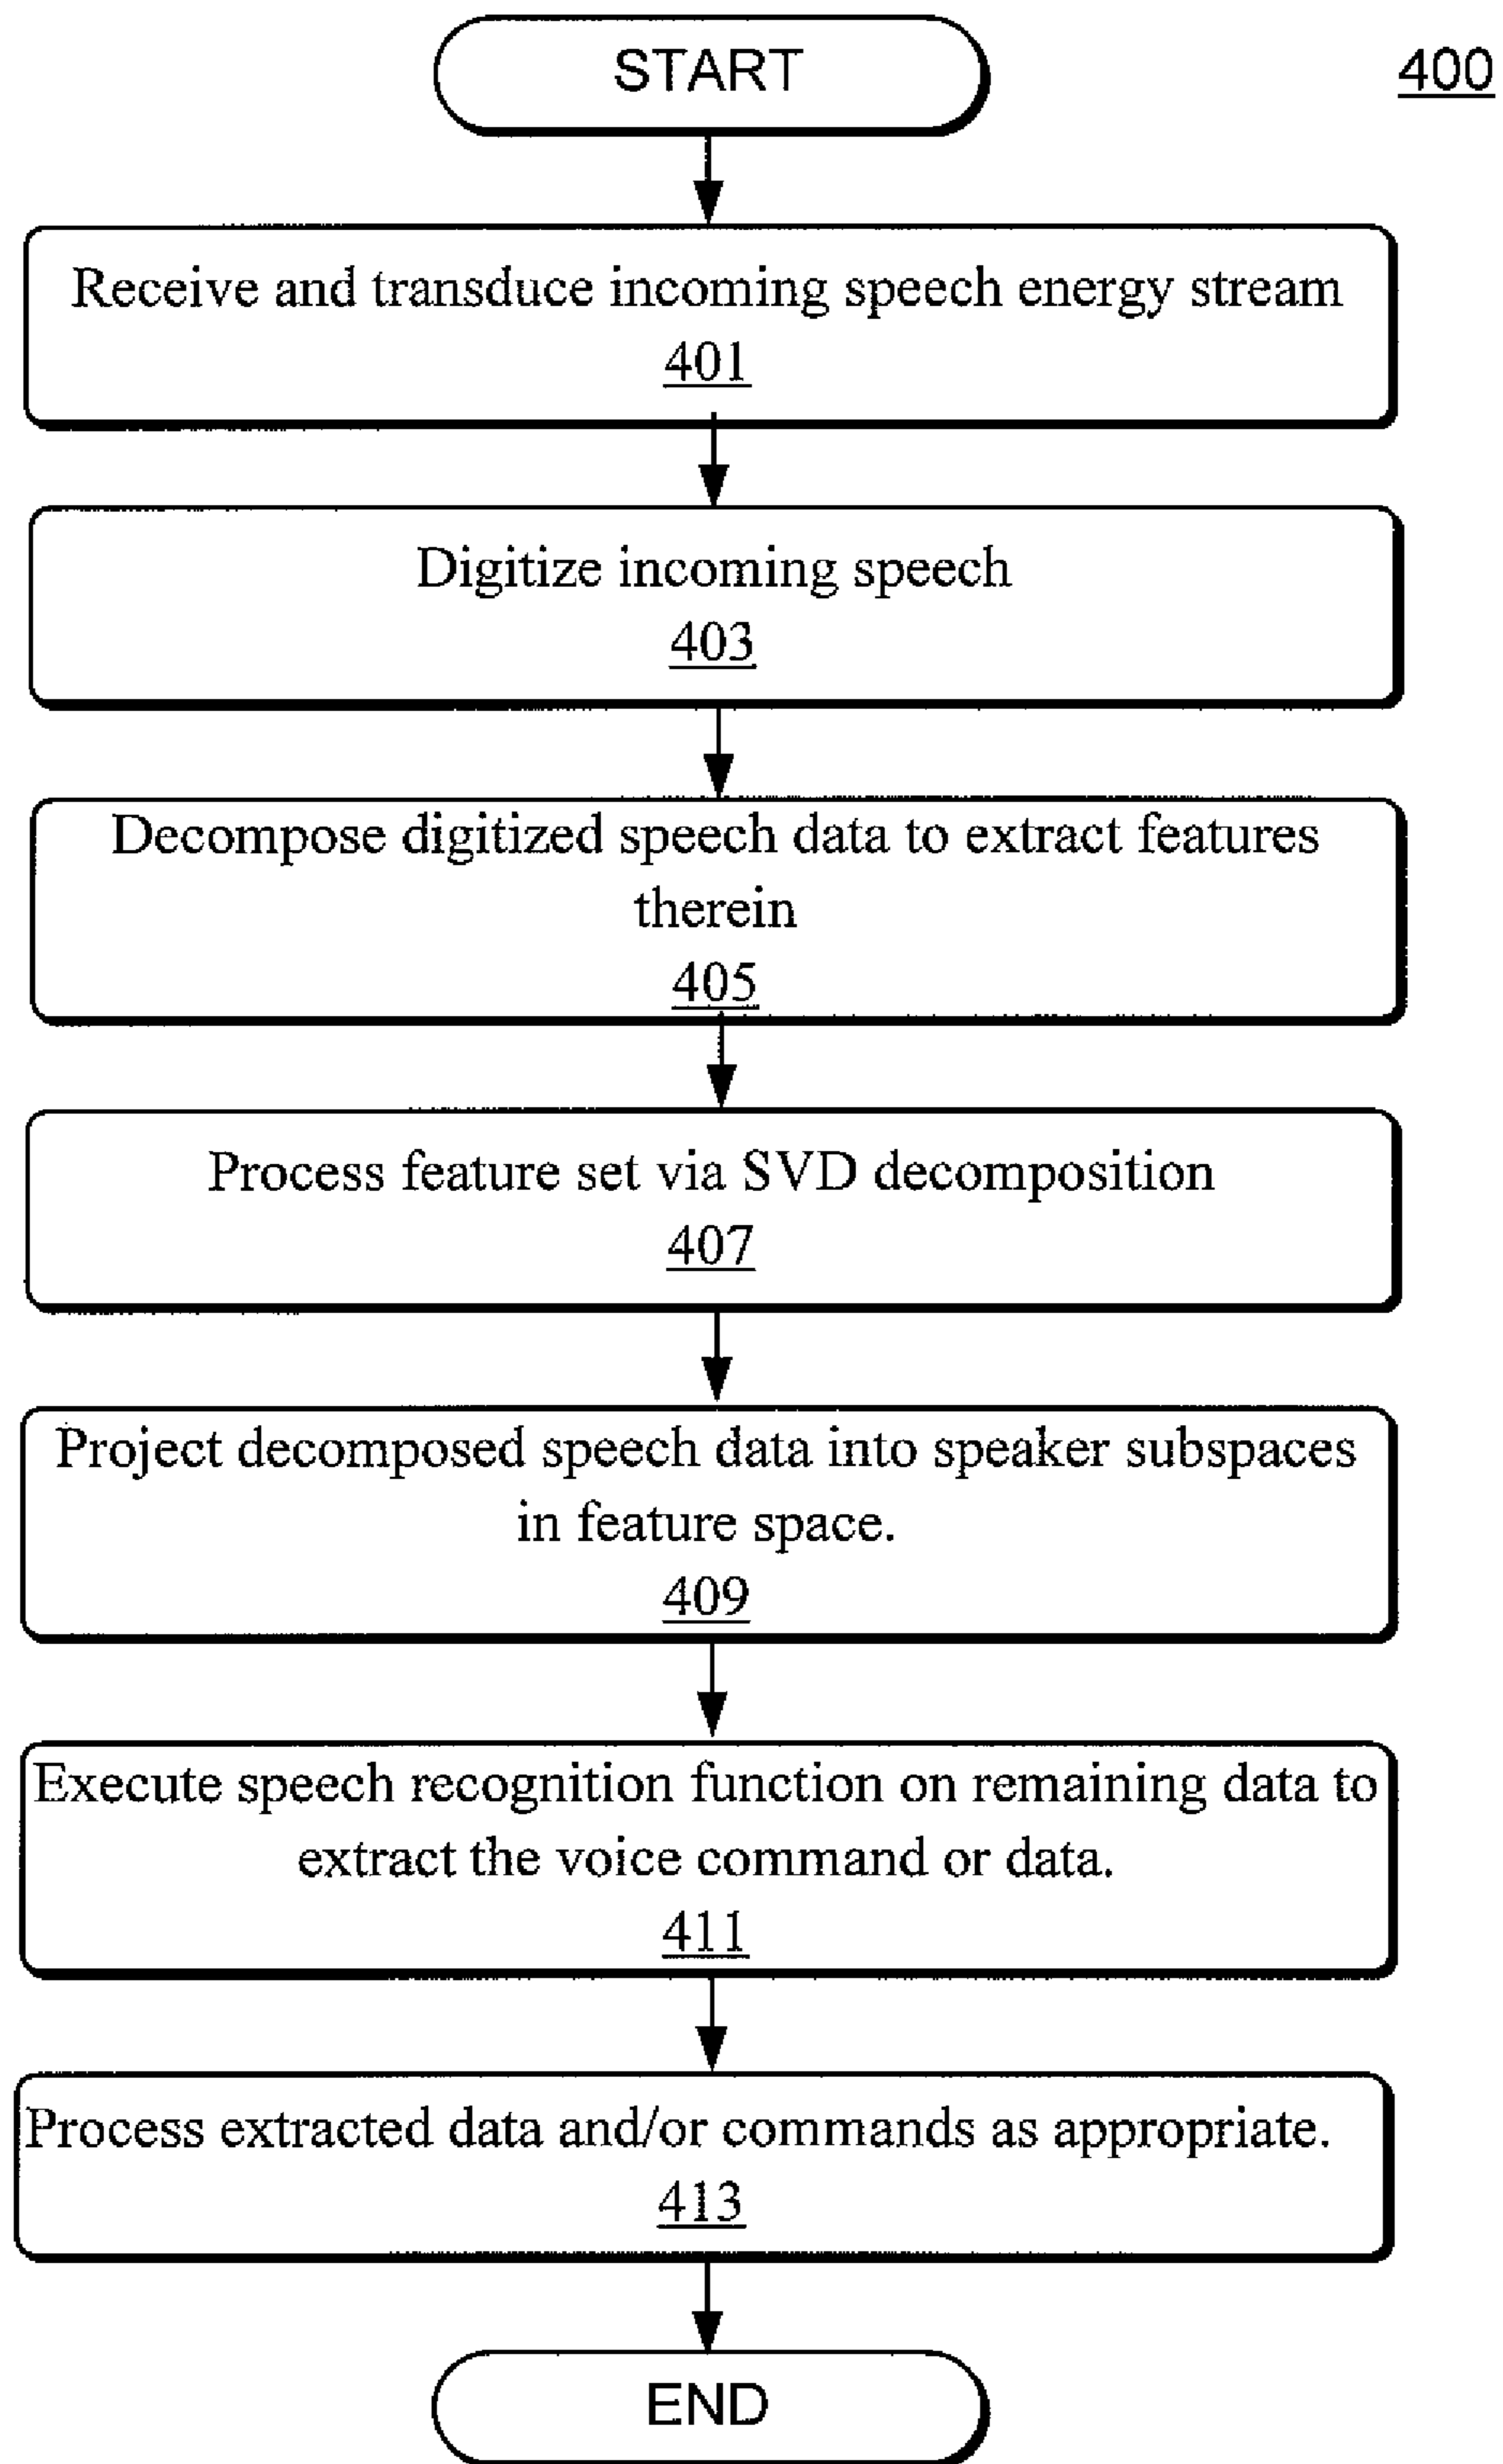 START
400
Receive and transduce incoming speech energy stream
401
Digitize incoming speech
403
Decompose digitized speech data to extract features
therein
405
Process feature set via SVD decomposition
407
Project decomposed speech data into speaker subspaces
in feature space.
409
Execute speech recognition function on remaining data to
extract the voice command or data.
411
Process extracted data and/or commands as appropriate.
413
END